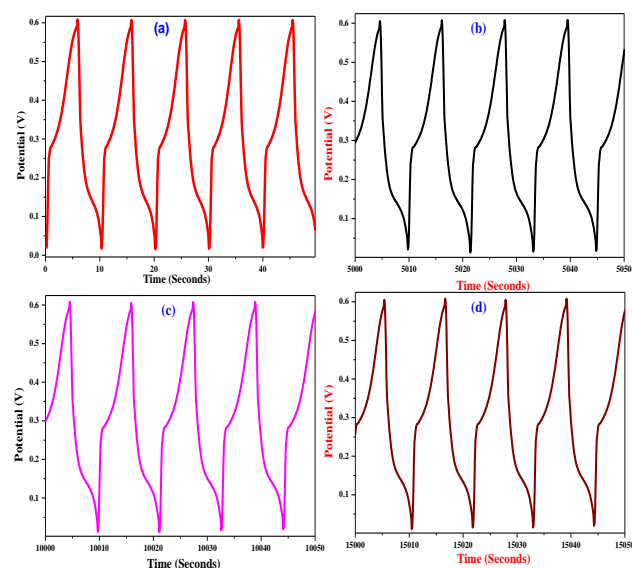 (a)
0.6
0.5
0.4
0.3
0.2
0.1
0.0
Potential (V)
0 10 20 30 40
Time (Seconds)
(b)
0.6
0.5
0.4
0.3
0.2
0.1
Potential (V)
5000 5010 5020 5030 5040 5050
Time (Seconds)
(c)
0.6
0.5
0.4
0.3
0.2
0.1
Potential (V)
10000 10010 10020 10030 10040 10050
Time (Seconds)
(d)
0.6
0.5
0.4
0.3
0.2
0.1
Potential (V)
15000 15010 15020 15030 15040 15050
Time (Seconds)